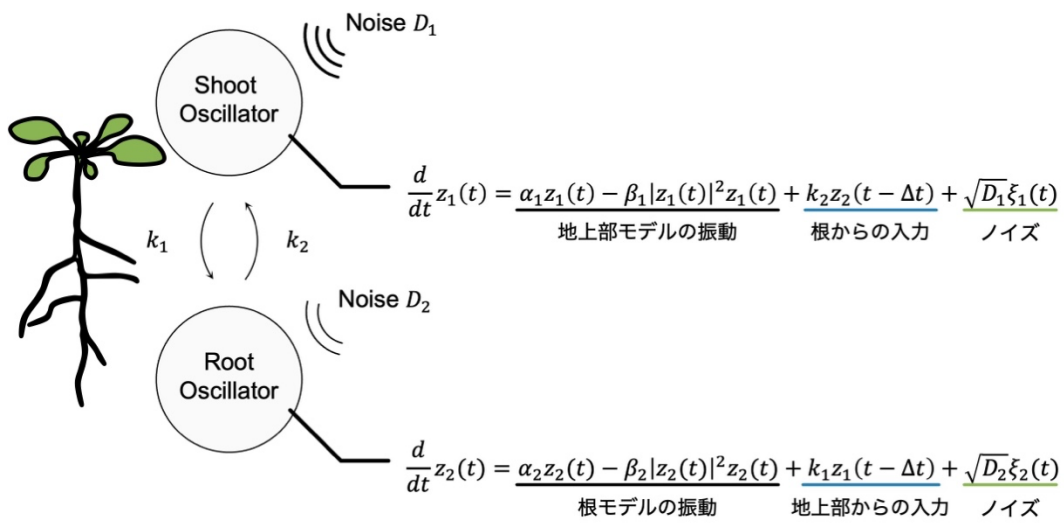 Noise D₁
Shoot
Oscillator
d/dt z₁(t) = α₁z₁(t) − β₁|z₁(t)|²z₁(t) + k₂z₂(t − Δt) + √D₁ξ₁(t)
地上部モデルの振動 根からの入力 ノイズ
k₁ k₂
Noise D₂
Root
Oscillator
d/dt z₂(t) = α₂z₂(t) − β₂|z₂(t)|²z₂(t) + k₁z₁(t − Δt) + √D₂ξ₂(t)
根モデルの振動 地上部からの入力 ノイズ